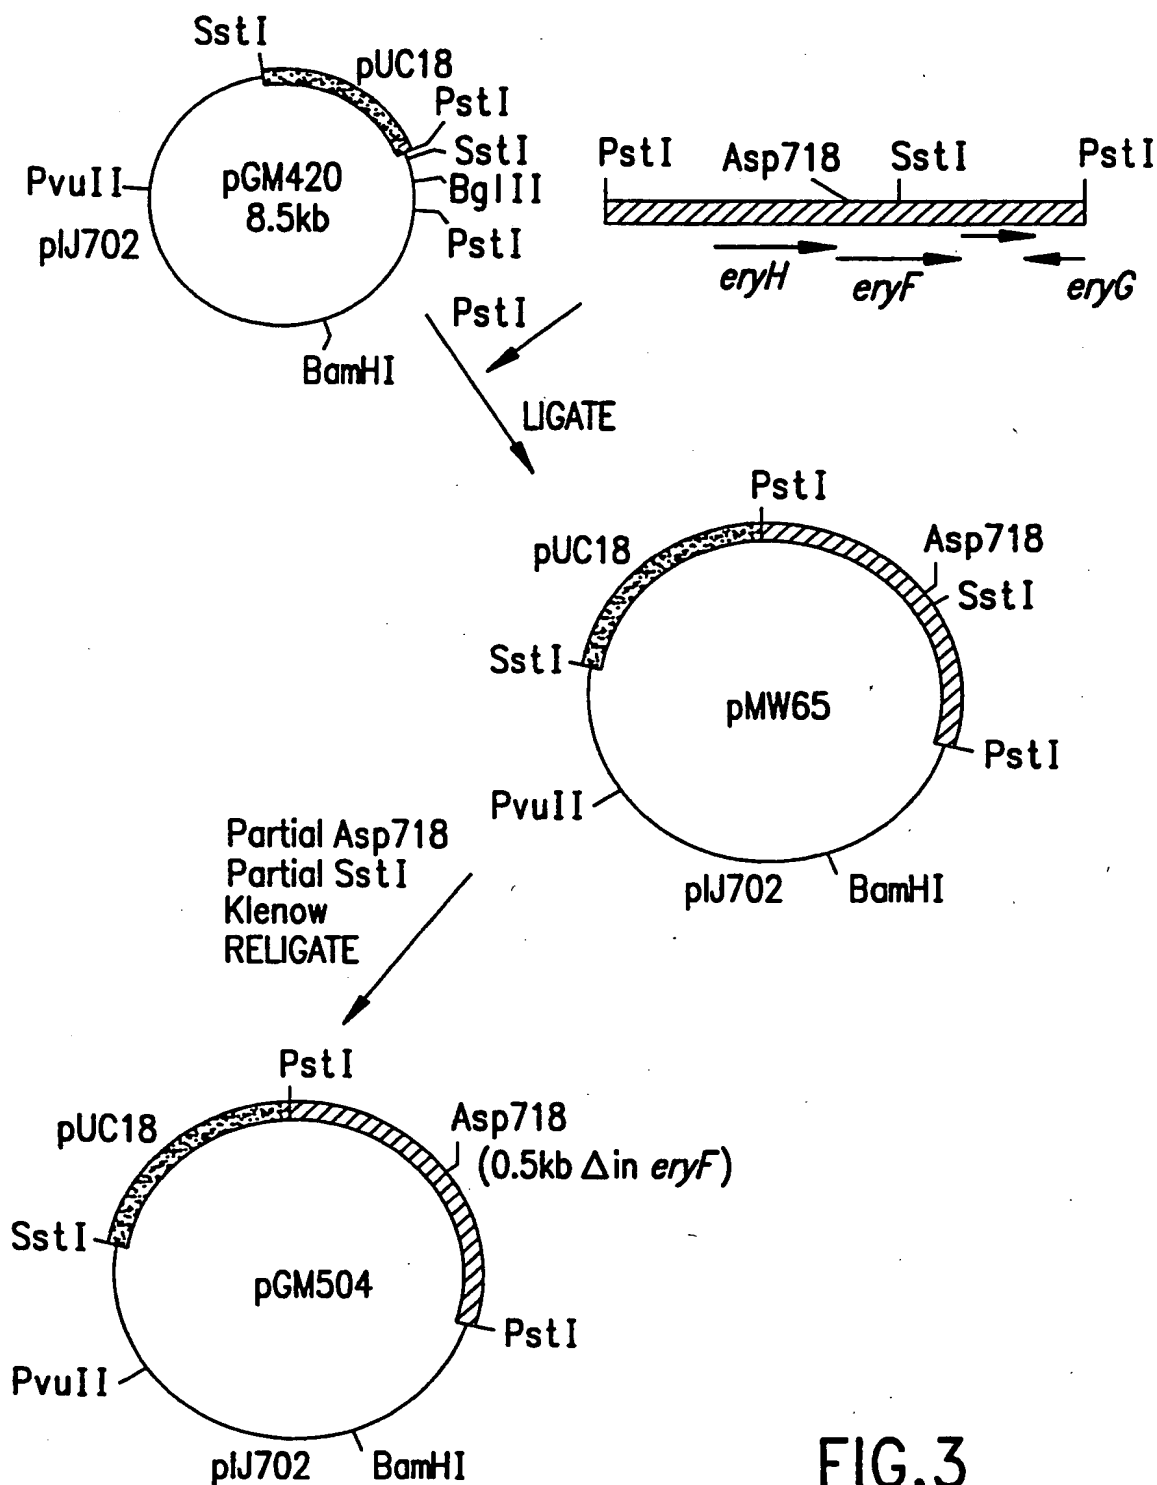 SstI
pUC18
PstI
SstI
BglII
PstI
PvuII
pIJ702
pGM420
8.5kb
BamHI
PstI
Asp718
SstI
PstI
eryH
eryF
eryG
PstI
LIGATE
PstI
pUC18
Asp718
SstI
SstI
pMW65
PstI
PvuII
pIJ702
BamHI
Partial Asp718
Partial SstI
Klenow
RELIGATE
PstI
pUC18
Asp718
(0.5kb Δ in eryF)
SstI
pGM504
PstI
PvuII
pIJ702
BamHI
FIG.3